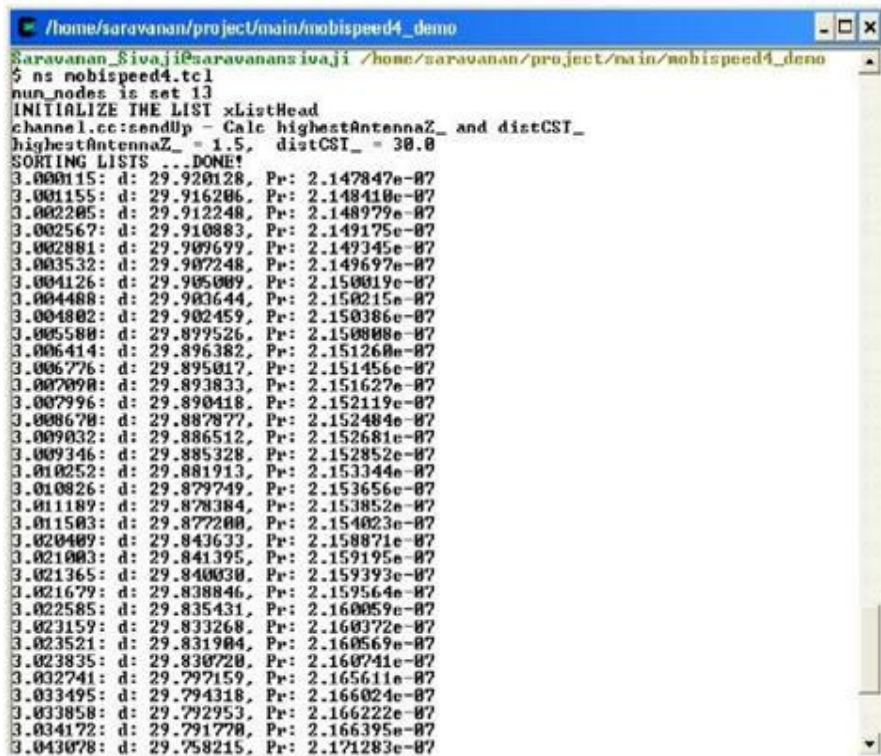 /home/saravanan/project/main/mobispeed4_demo
Saravanan_Sivaji@saravanansivaji /home/saravanan/project/main/mobispeed4_demo
$ ns mobispeed4.tcl
num_nodes is set 13
INITIALIZE THE LIST xListHead
channel.cc:sendUp - Calc highestAntennaZ_ and distCST_
highestAntennaZ_ = 1.5, distCST_ = 30.0
SORTING LISTS ...DONE!
3.000115: d: 29.920128, Pr: 2.147847e-07
3.001155: d: 29.916206, Pr: 2.148410e-07
3.002205: d: 29.912248, Pr: 2.148979e-07
3.002567: d: 29.910883, Pr: 2.149175e-07
3.002881: d: 29.909699, Pr: 2.149345e-07
3.003532: d: 29.907248, Pr: 2.149697e-07
3.004126: d: 29.905009, Pr: 2.150019e-07
3.004488: d: 29.903644, Pr: 2.150215e-07
3.004802: d: 29.902459, Pr: 2.150386e-07
3.005580: d: 29.899526, Pr: 2.150808e-07
3.006414: d: 29.896382, Pr: 2.151260e-07
3.006776: d: 29.895017, Pr: 2.151456e-07
3.007090: d: 29.893833, Pr: 2.151627e-07
3.007996: d: 29.890418, Pr: 2.152119e-07
3.008670: d: 29.887877, Pr: 2.152484e-07
3.009032: d: 29.886512, Pr: 2.152681e-07
3.009346: d: 29.885328, Pr: 2.152852e-07
3.010252: d: 29.881913, Pr: 2.153344e-07
3.010826: d: 29.879749, Pr: 2.153656e-07
3.011189: d: 29.878384, Pr: 2.153852e-07
3.011503: d: 29.877200, Pr: 2.154023e-07
3.020409: d: 29.843633, Pr: 2.158871e-07
3.021003: d: 29.841395, Pr: 2.159195e-07
3.021365: d: 29.840030, Pr: 2.159393e-07
3.021679: d: 29.838846, Pr: 2.159564e-07
3.022585: d: 29.835431, Pr: 2.160059e-07
3.023159: d: 29.833268, Pr: 2.160372e-07
3.023521: d: 29.831904, Pr: 2.160569e-07
3.023835: d: 29.830720, Pr: 2.160741e-07
3.032741: d: 29.797159, Pr: 2.165611e-07
3.033495: d: 29.794318, Pr: 2.166024e-07
3.033858: d: 29.792953, Pr: 2.166222e-07
3.034172: d: 29.791770, Pr: 2.166395e-07
3.043078: d: 29.758215, Pr: 2.171283e-07